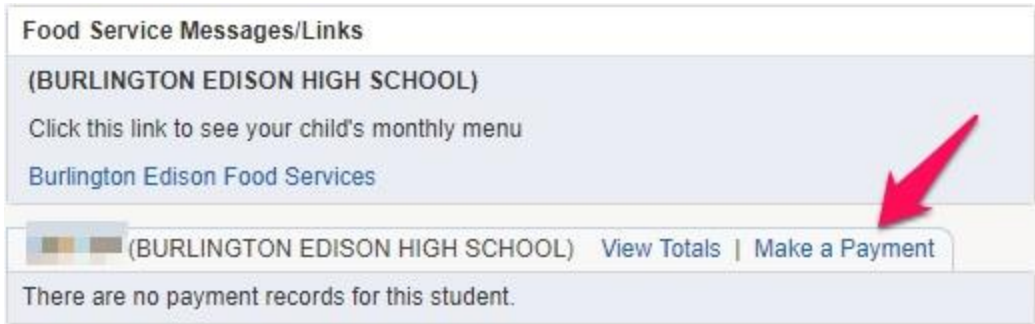 Food Service Messages/Links
(BURLINGTON EDISON HIGH SCHOOL)
Click this link to see your child's monthly menu
Burlington Edison Food Services
(BURLINGTON EDISON HIGH SCHOOL) View Totals | Make a Payment
There are no payment records for this student.